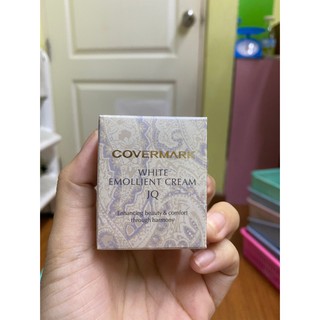 COVERMARK
WHITE
EMOLLIENT CREAM
JQ
Enhancing beauty & comfort
through harmony